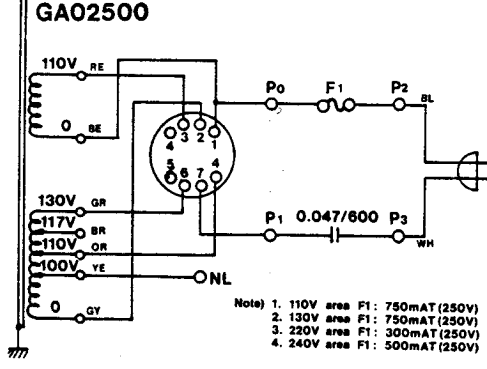 GA02500
110V RE
0 BE
130V GR
117V BR
110V OR
100V YE
0 GY
4 3 2 1
5 6 7 4
NL
P0 F1 P2
BL
P1 0.047/600 P3
WH
Note) 1. 110V area F1: 750mAT(250V)
2. 130V area F1: 750mAT(250V)
3. 220V area F1: 300mAT(250V)
4. 240V area F1: 500mAT(250V)